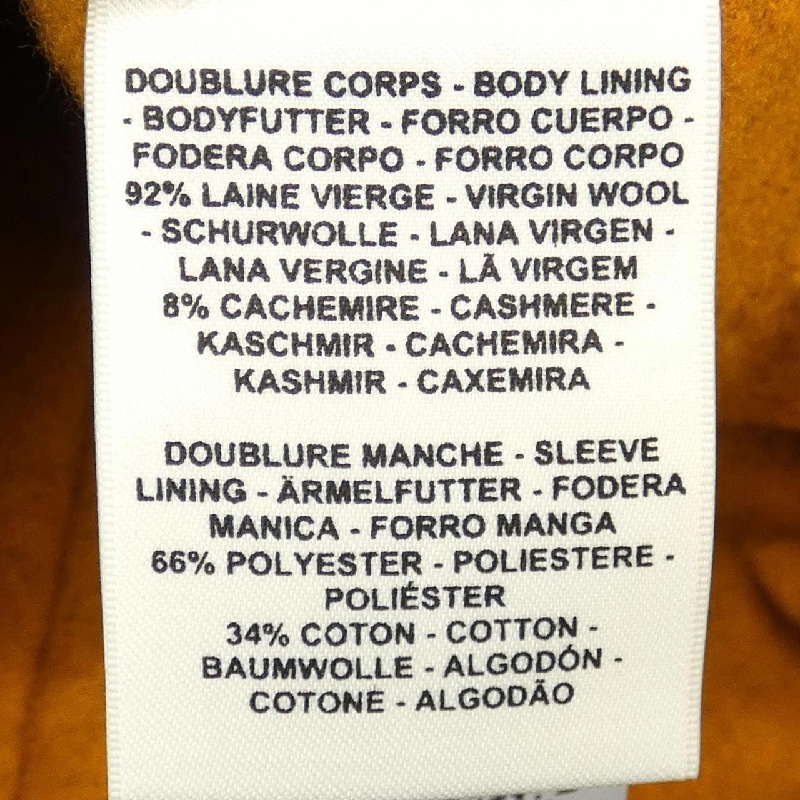 DOUBLURE CORPS - BODY LINING
- BODYFUTTER - FORRO CUERPO -
FODERA CORPO - FORRO CORPO
92% LAINE VIERGE - VIRGIN WOOL
- SCHURWOLLE - LANA VIRGEN -
LANA VERGINE - LÃ VIRGEM
8% CACHEMIRE - CASHMERE -
KASCHMIR - CACHEMIRA -
KASHMIR - CAXEMIRA
DOUBLURE MANCHE - SLEEVE
LINING - ÄRMELFUTTER - FODERA
MANICA - FORRO MANGA
66% POLYESTER - POLIESTERE -
POLIÉSTER
34% COTON - COTTON -
BAUMWOLLE - ALGODÓN -
COTONE - ALGODÃO